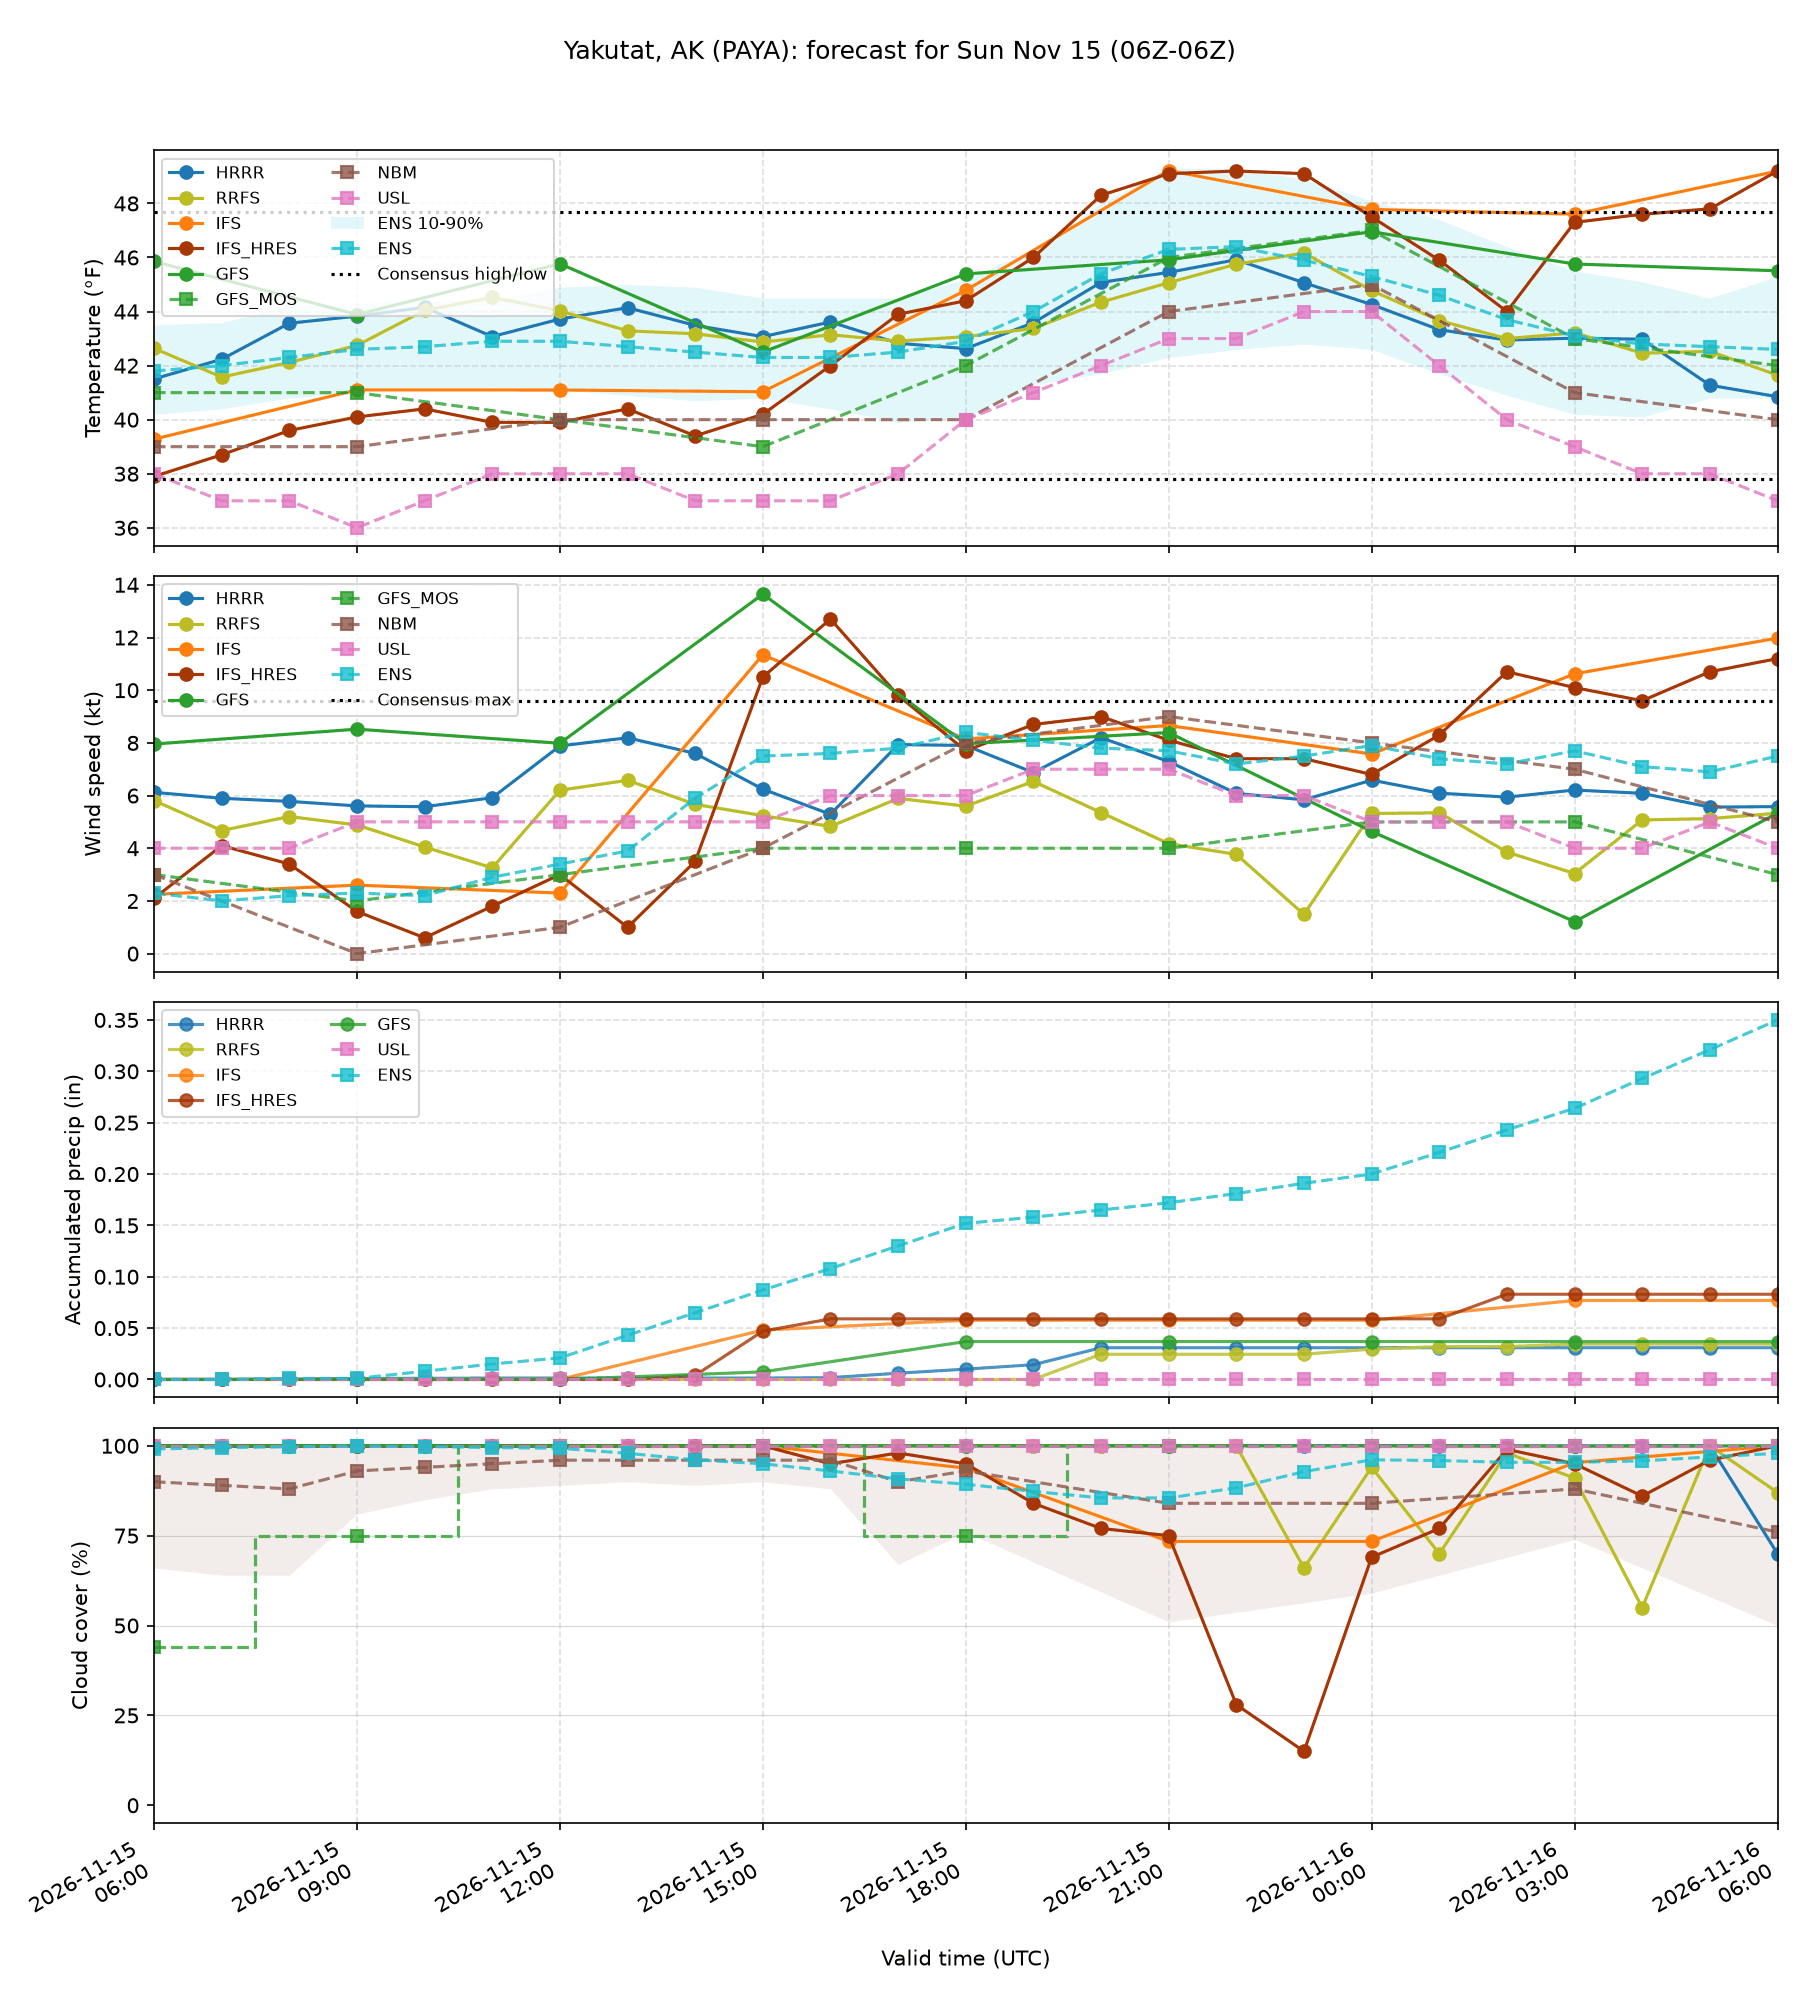 Yakutat, AK (PAYA): forecast for Sun Nov 15 (06Z-06Z)
Temperature (°F)
48
46
44
42
40
38
36
HRRR
RRFS
IFS
IFS_HRES
GFS
GFS_MOS
NBM
USL
ENS 10-90%
ENS
Consensus high/low
Wind speed (kt)
14
12
10
8
6
4
2
0
HRRR
RRFS
IFS
IFS_HRES
GFS
GFS_MOS
NBM
USL
ENS
Consensus max
Accumulated precip (in)
0.35
0.30
0.25
0.20
0.15
0.10
0.05
0.00
HRRR
RRFS
IFS
IFS_HRES
GFS
USL
ENS
Cloud cover (%)
100
75
50
25
0
2026-11-15
06:00
2026-11-15
09:00
2026-11-15
12:00
2026-11-15
15:00
2026-11-15
18:00
2026-11-15
21:00
2026-11-16
00:00
2026-11-16
03:00
2026-11-16
06:00
Valid time (UTC)